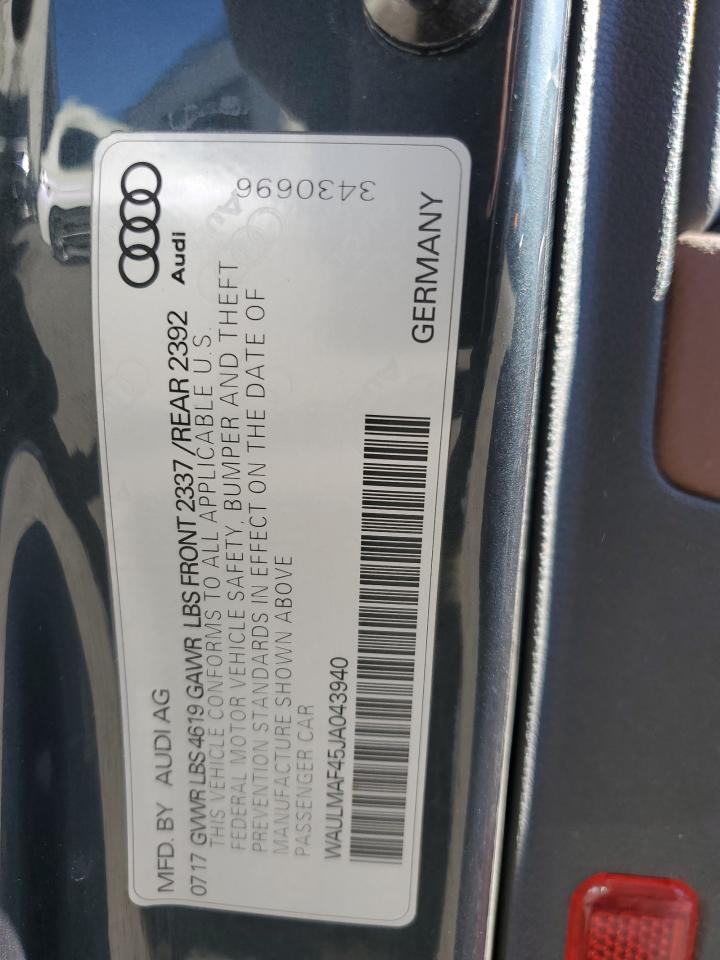 MFD. BY AUDI AG
Audi
0717 GVWR LBS 4619 GAWR LBS FRONT 2337/REAR 2392
THIS VEHICLE CONFORMS TO ALL APPLICABLE U.S.
FEDERAL MOTOR VEHICLE SAFETY, BUMPER AND THEFT
PREVENTION STANDARDS IN EFFECT ON THE DATE OF
MANUFACTURE SHOWN ABOVE
PASSENGER CAR
WAULMAF45JA043940
GERMANY
3430696